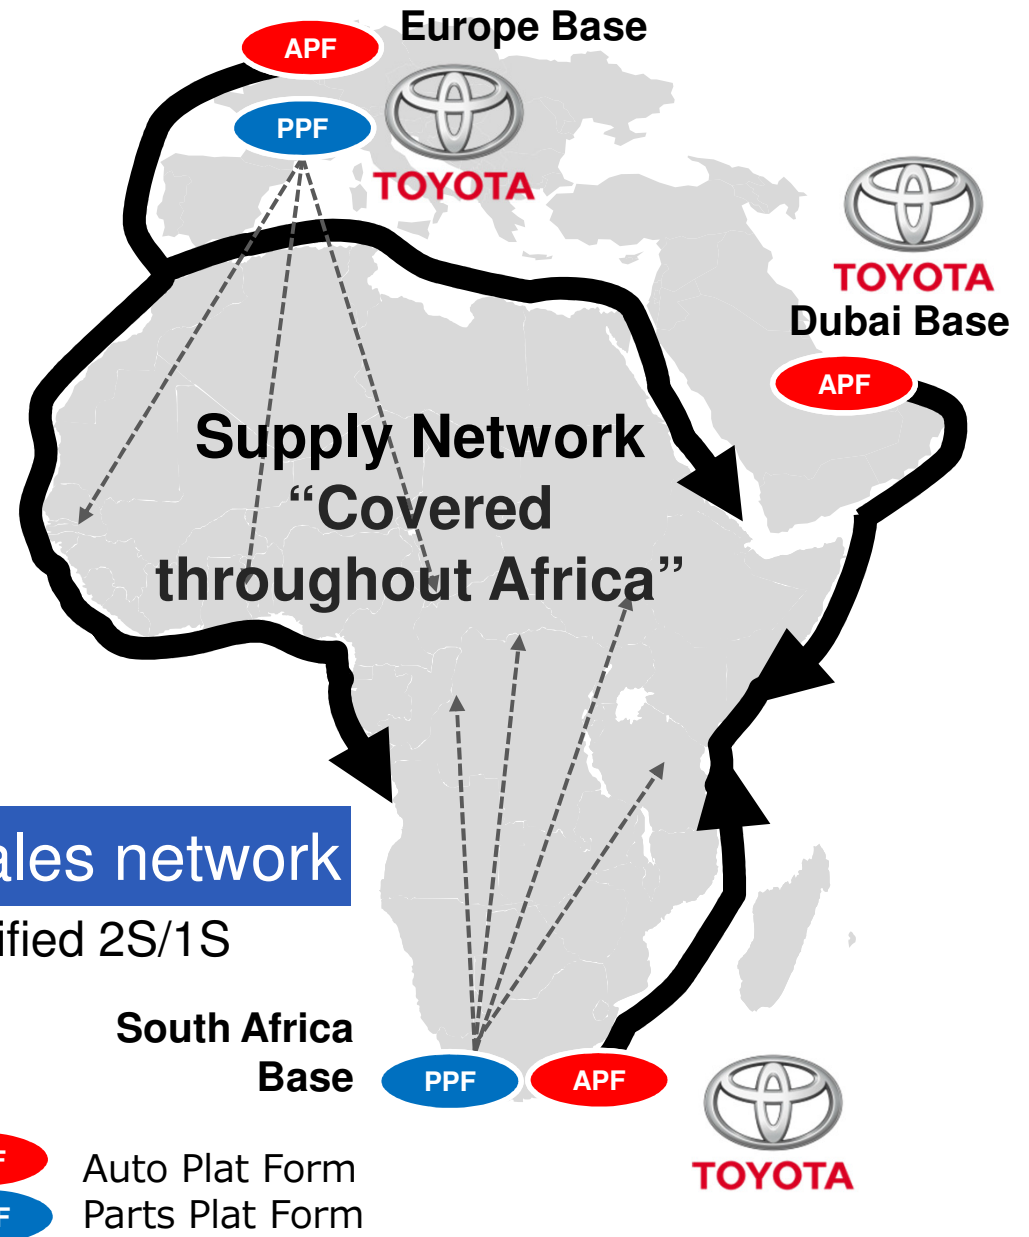 Europe Base
APF
PPF
TOYOTA
TOYOTA
Dubai Base
APF
Supply Network
“Covered
throughout Africa”
ales network
ified 2S/1S
South Africa
Base
PPF
APF
TOYOTA
F
Auto Plat Form
F
Parts Plat Form